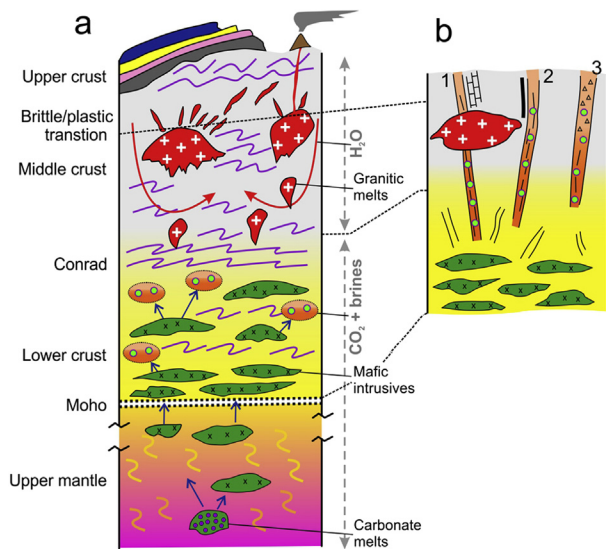 a
b
Upper crust
Brittle/plastic
transtion
Middle crust
Conrad
Lower crust
Moho
Upper mantle
H₂O
CO₂ + brines
Granitic
melts
Mafic
intrusives
Carbonate
melts
1
2
3